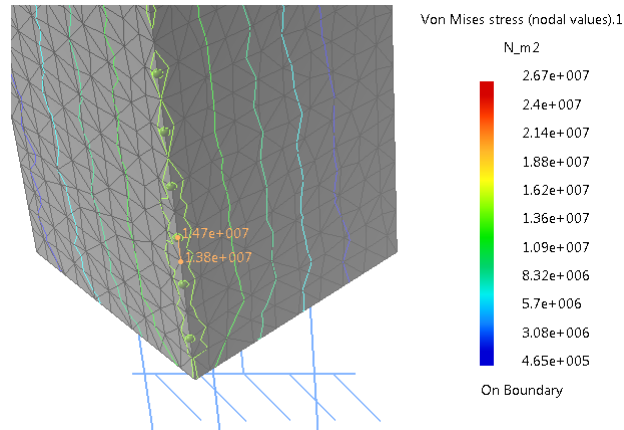 Von Mises stress (nodal values).1
N_m2
2.67e+007
2.4e+007
2.14e+007
1.88e+007
1.62e+007
1.36e+007
1.09e+007
8.32e+006
5.7e+006
3.08e+006
4.65e+005
On Boundary
1.47e+007
1.38e+007